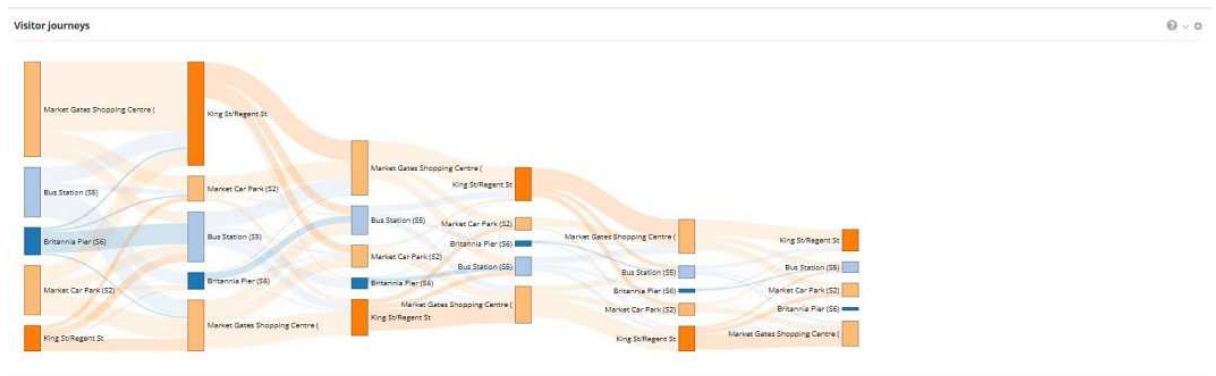 Visitor journeys
Market Gates Shopping Centre (
Bus Station (S5)
Britannia Pier (S6)
Market Car Park (S2)
King St/Regent St
King St/Regent St
Market Car Park (S2)
Bus Station (S5)
Britannia Pier (S6)
Market Gates Shopping Centre (
Market Gates Shopping Centre (
Bus Station (S5)
Market Car Park (S2)
Britannia Pier (S6)
King St/Regent St
King St/Regent St
Market Car Park (S2)
Britannia Pier (S6)
Bus Station (S5)
Market Gates Shopping Centre (
Market Gates Shopping Centre (
Bus Station (S5)
Britannia Pier (S6)
Market Car Park (S2)
King St/Regent St
King St/Regent St
Bus Station (S5)
Market Car Park (S2)
Britannia Pier (S6)
Market Gates Shopping Centre (